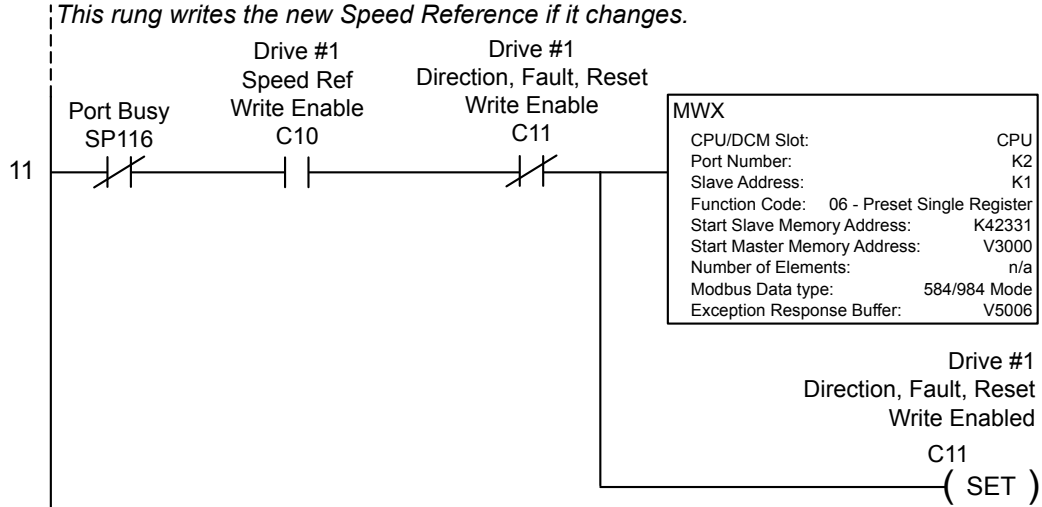 This rung writes the new Speed Reference if it changes.
Drive #1
Speed Ref
Write Enable
C10
Drive #1
Direction, Fault, Reset
Write Enable
C11
Port Busy
SP116
11
MWX
CPU/DCM Slot: CPU
Port Number: K2
Slave Address: K1
Function Code: 06 - Preset Single Register
Start Slave Memory Address: K42331
Start Master Memory Address: V3000
Number of Elements: n/a
Modbus Data type: 584/984 Mode
Exception Response Buffer: V5006
Drive #1
Direction, Fault, Reset
Write Enabled
C11
( SET )